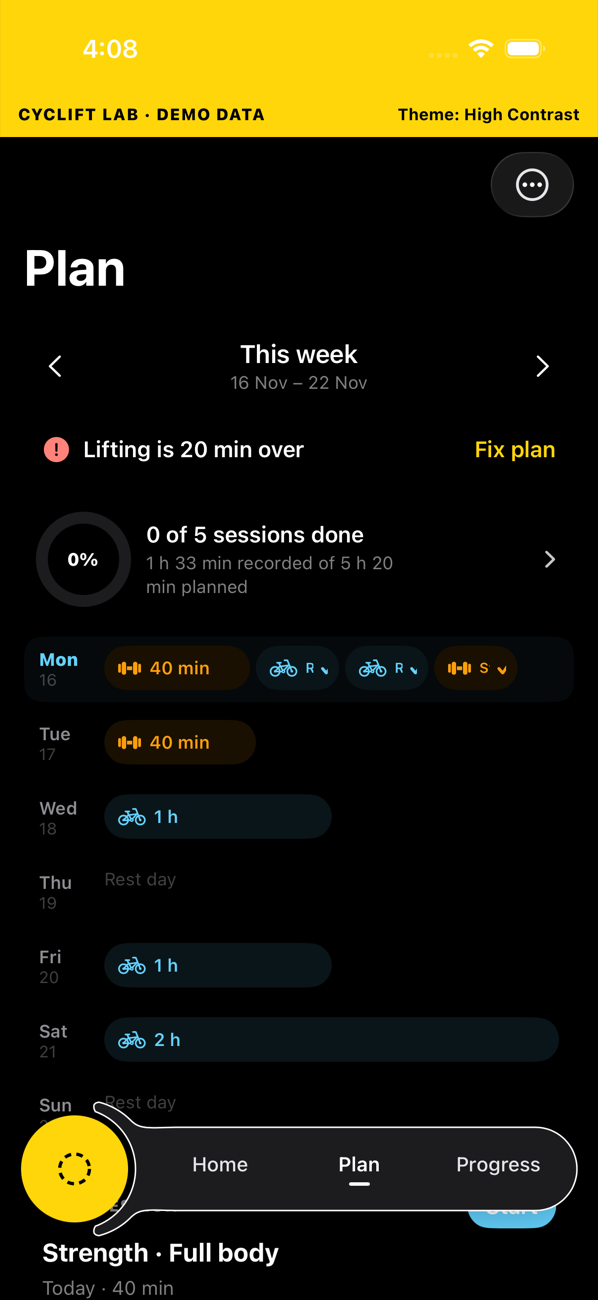 4:08
CYCLIFT LAB · DEMO DATA
Theme: High Contrast
Plan
This week
16 Nov – 22 Nov
! Lifting is 20 min over
Fix plan
0%
0 of 5 sessions done
1 h 33 min recorded of 5 h 20
min planned
Mon
16
40 min
R
R
S
Tue
17
40 min
Wed
18
1 h
Thu
19
Rest day
Fri
20
1 h
Sat
21
2 h
Sun
Rest day
Home
Plan
Progress
Start
Strength · Full body
Today · 40 min